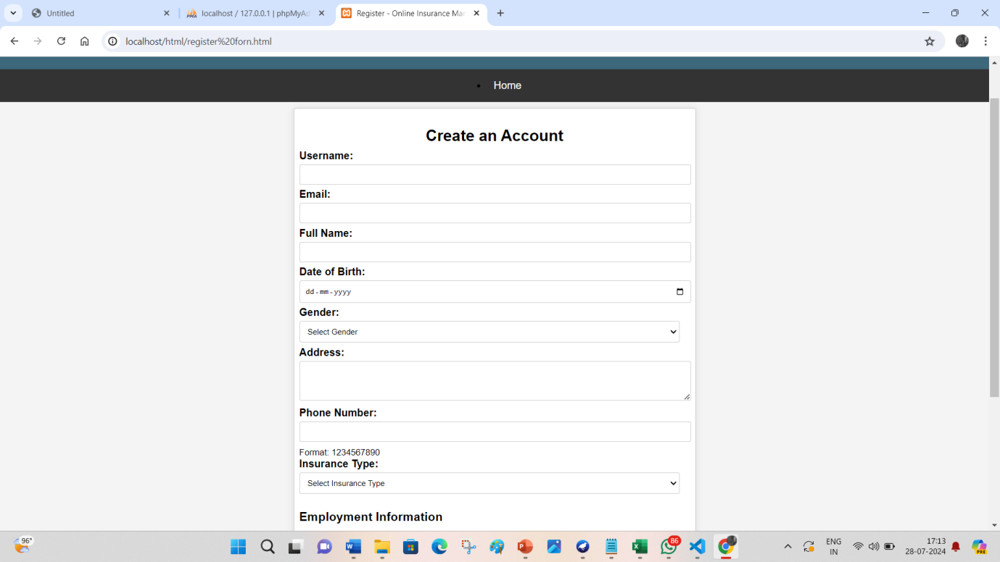 Untitled
localhost / 127.0.0.1 | phpMyAd
Register - Online Insurance Mar
localhost/html/register%20forn.html
Home
Create an Account
Username:
Email:
Full Name:
Date of Birth:
dd-mm-yyyy
Gender:
Select Gender
Address:
Phone Number:
Format: 1234567890
Insurance Type:
Select Insurance Type
Employment Information
96°
86
ENG
IN
17:13
28-07-2024
PRE